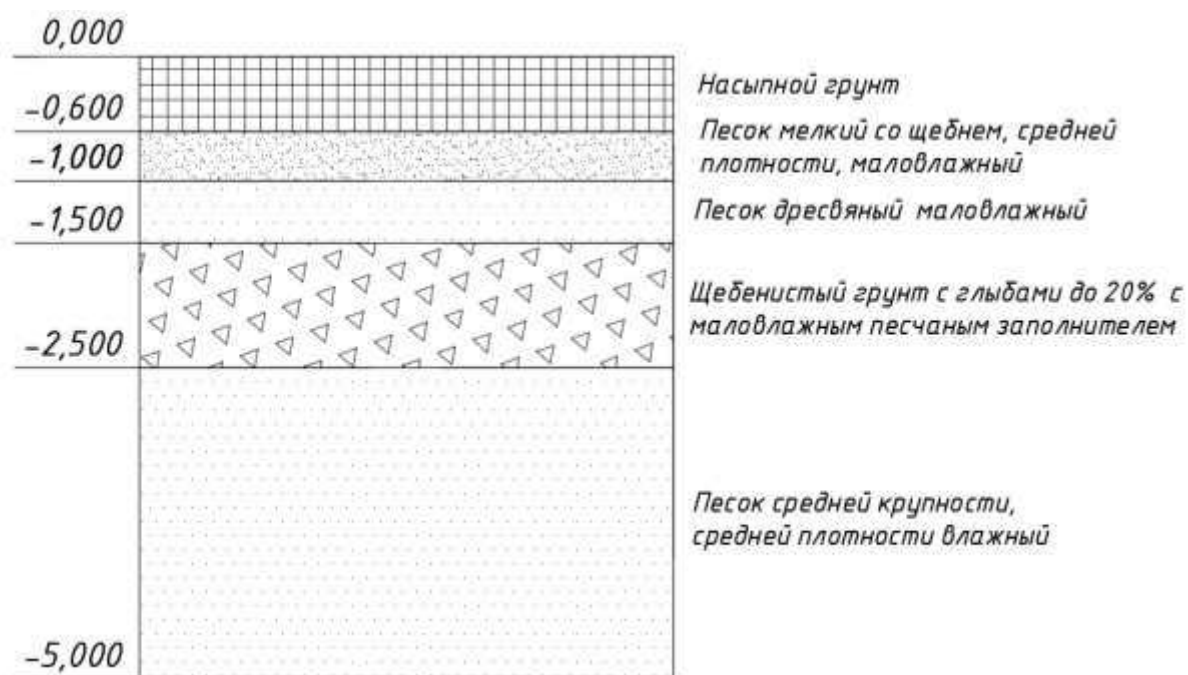 0,000
Насыпной грунт
-0,600
Песок мелкий со щебнем, средней
плотности, маловлажный
-1,000
Песок дресвяный маловлажный
-1,500
Щебенистый грунт с глыбами до 20% с
маловлажным песчаным заполнителем
-2,500
Песок средней крупности,
средней плотности влажный
-5,000